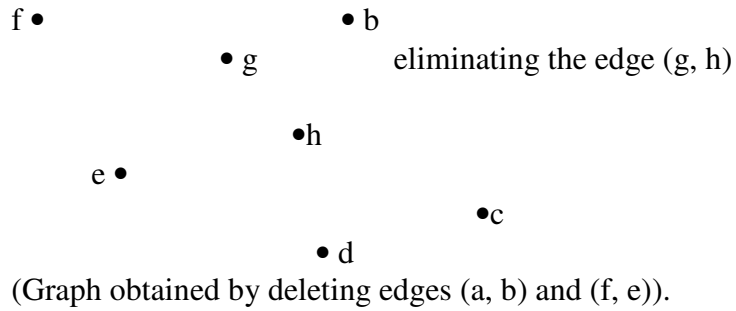 f • • b
• g eliminating the edge (g, h)
•h
e •
•c
• d
(Graph obtained by deleting edges (a, b) and (f, e)).